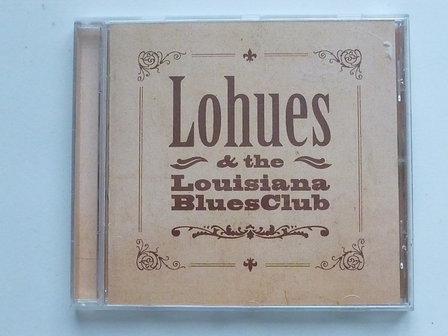 Lohues
& the
Louisiana
BluesClub